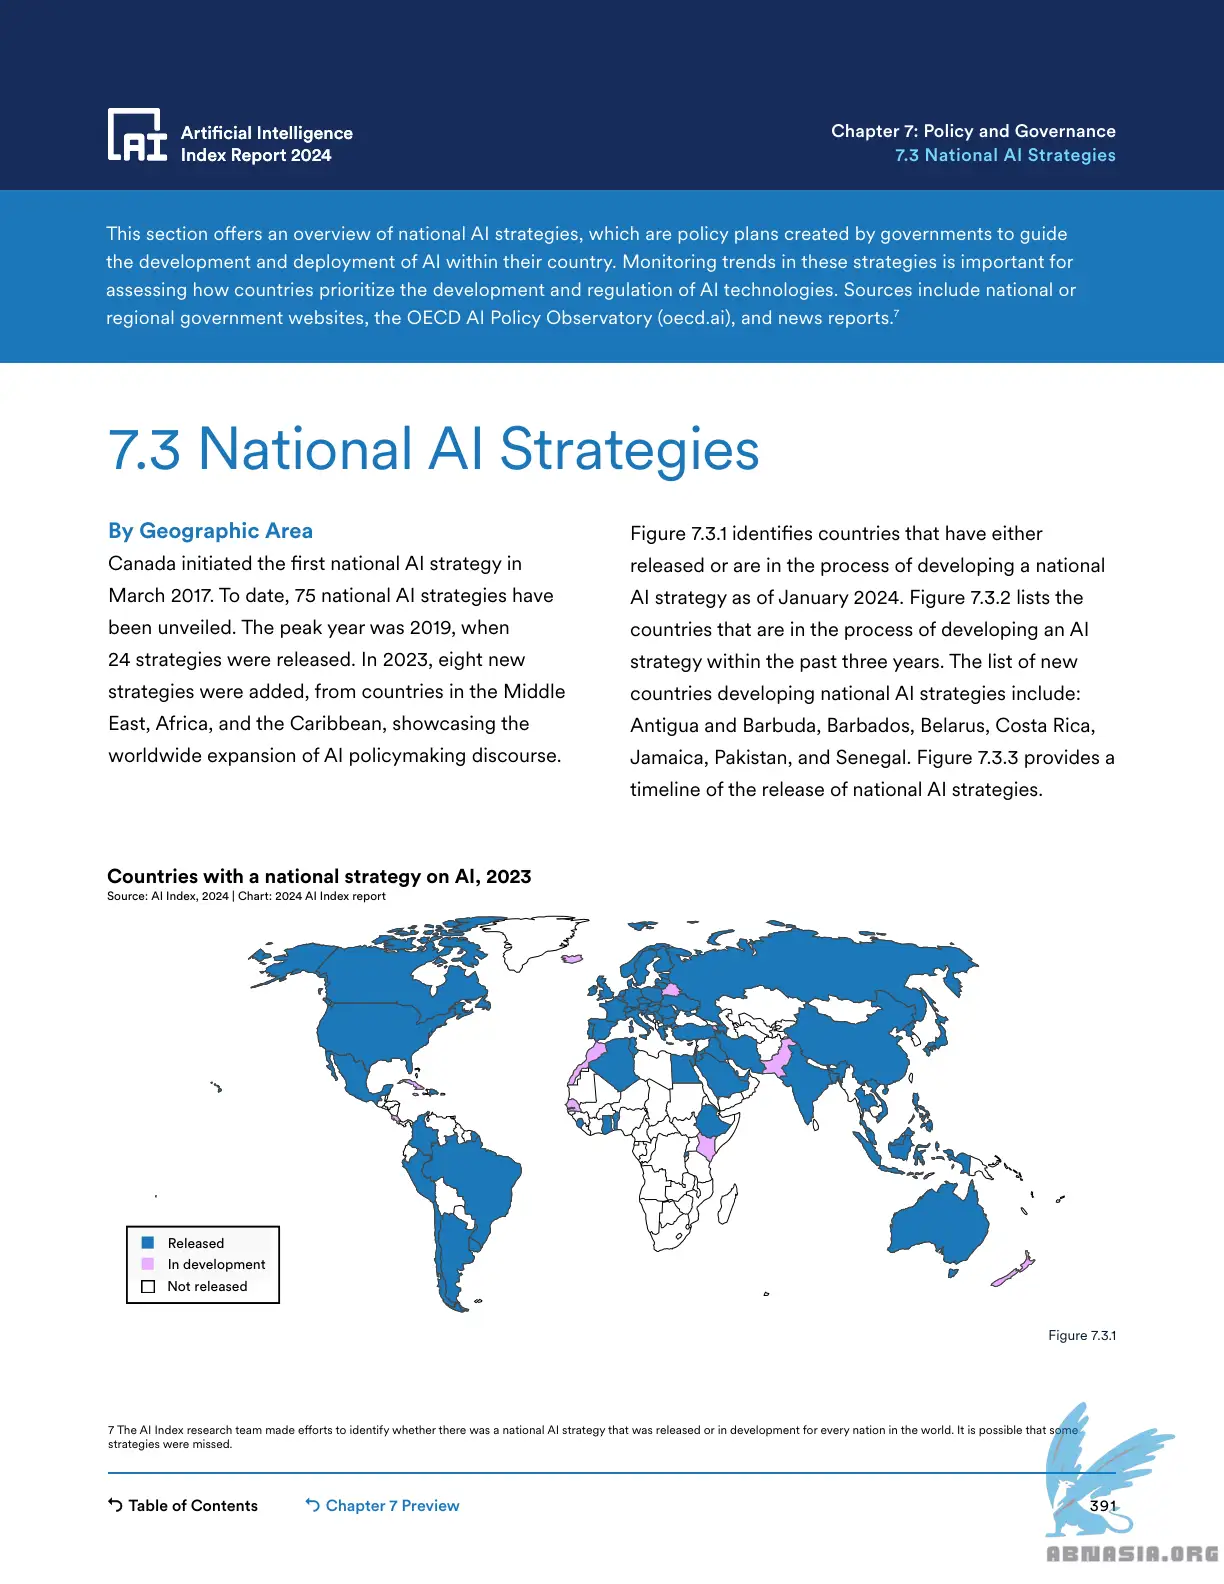 Artificial Intelligence
Index Report 2024
Chapter 7: Policy and Governance
7.3 National AI Strategies
This section offers an overview of national AI strategies, which are policy plans created by governments to guide
the development and deployment of AI within their country. Monitoring trends in these strategies is important for
assessing how countries prioritize the development and regulation of AI technologies. Sources include national or
regional government websites, the OECD AI Policy Observatory (oecd.ai), and news reports.7
7.3 National AI Strategies
By Geographic Area
Canada initiated the first national AI strategy in
March 2017. To date, 75 national AI strategies have
been unveiled. The peak year was 2019, when
24 strategies were released. In 2023, eight new
strategies were added, from countries in the Middle
East, Africa, and the Caribbean, showcasing the
worldwide expansion of AI policymaking discourse.
Figure 7.3.1 identifies countries that have either
released or are in the process of developing a national
AI strategy as of January 2024. Figure 7.3.2 lists the
countries that are in the process of developing an AI
strategy within the past three years. The list of new
countries developing national AI strategies include:
Antigua and Barbuda, Barbados, Belarus, Costa Rica,
Jamaica, Pakistan, and Senegal. Figure 7.3.3 provides a
timeline of the release of national AI strategies.
Countries with a national strategy on AI, 2023
Source: AI Index, 2024 | Chart: 2024 AI Index report
Released
In development
Not released
Figure 7.3.1
7 The AI Index research team made efforts to identify whether there was a national AI strategy that was released or in development for every nation in the world. It is possible that some
strategies were missed.
Table of Contents
Chapter 7 Preview
391
ABNASIA.ORG